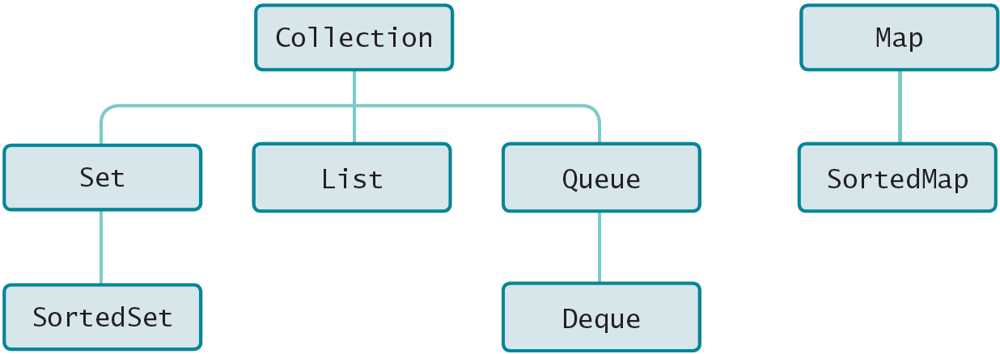 Collection
Map
Set
List
Queue
SortedMap
SortedSet
Deque